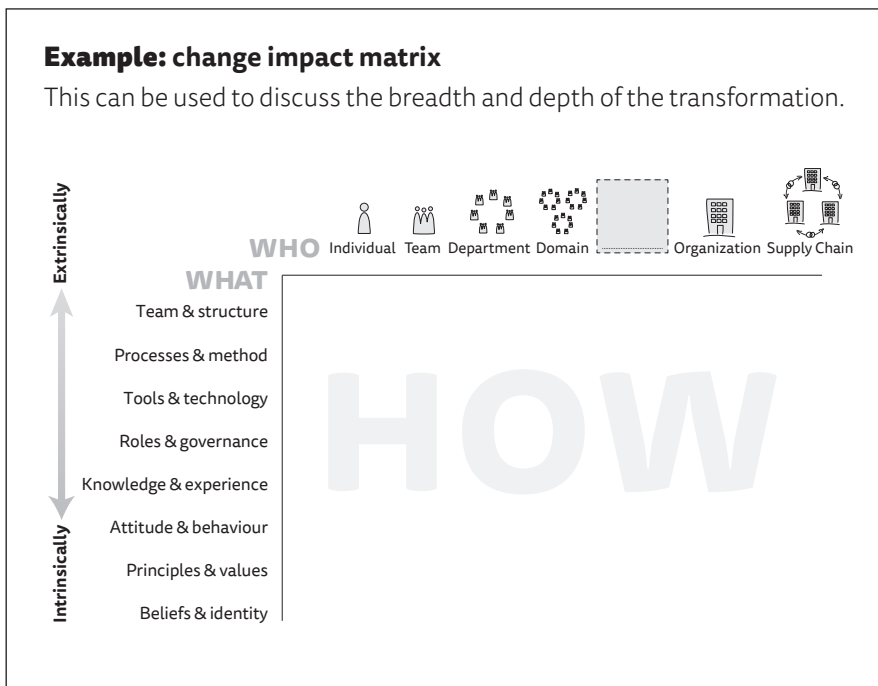 Example: change impact matrix
This can be used to discuss the breadth and depth of the transformation.
Extrinsically
WHO Individual Team Department Domain Organization Supply Chain
WHAT
Team & structure
Processes & method
Tools & technology
Roles & governance
Knowledge & experience
Attitude & behaviour
Principles & values
Beliefs & identity
Intrinsically
HOW